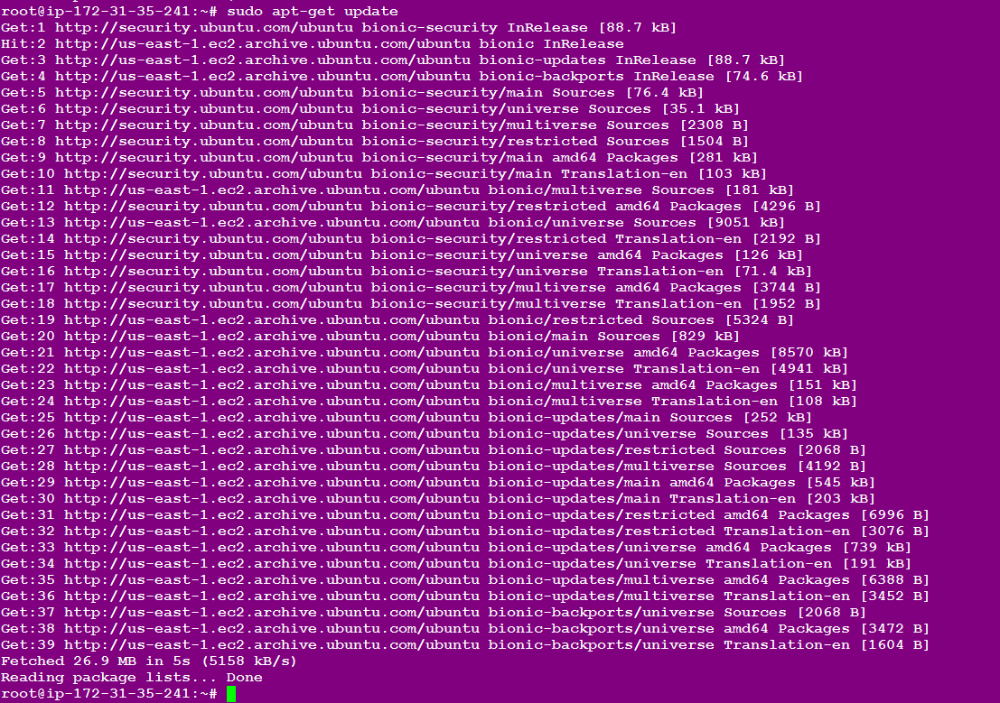 root@ip-172-31-35-241:~# sudo apt-get update
Get:1 http://security.ubuntu.com/ubuntu bionic-security InRelease [88.7 kB]
Hit:2 http://us-east-1.ec2.archive.ubuntu.com/ubuntu bionic InRelease
Get:3 http://us-east-1.ec2.archive.ubuntu.com/ubuntu bionic-updates InRelease [88.7 kB]
Get:4 http://us-east-1.ec2.archive.ubuntu.com/ubuntu bionic-backports InRelease [74.6 kB]
Get:5 http://security.ubuntu.com/ubuntu bionic-security/main Sources [76.4 kB]
Get:6 http://security.ubuntu.com/ubuntu bionic-security/universe Sources [35.1 kB]
Get:7 http://security.ubuntu.com/ubuntu bionic-security/multiverse Sources [2308 B]
Get:8 http://security.ubuntu.com/ubuntu bionic-security/restricted Sources [1504 B]
Get:9 http://security.ubuntu.com/ubuntu bionic-security/main amd64 Packages [281 kB]
Get:10 http://security.ubuntu.com/ubuntu bionic-security/main Translation-en [103 kB]
Get:11 http://us-east-1.ec2.archive.ubuntu.com/ubuntu bionic/multiverse Sources [181 kB]
Get:12 http://security.ubuntu.com/ubuntu bionic-security/restricted amd64 Packages [4296 B]
Get:13 http://us-east-1.ec2.archive.ubuntu.com/ubuntu bionic/universe Sources [9051 kB]
Get:14 http://security.ubuntu.com/ubuntu bionic-security/restricted Translation-en [2192 B]
Get:15 http://security.ubuntu.com/ubuntu bionic-security/universe amd64 Packages [126 kB]
Get:16 http://security.ubuntu.com/ubuntu bionic-security/universe Translation-en [71.4 kB]
Get:17 http://security.ubuntu.com/ubuntu bionic-security/multiverse amd64 Packages [3744 B]
Get:18 http://security.ubuntu.com/ubuntu bionic-security/multiverse Translation-en [1952 B]
Get:19 http://us-east-1.ec2.archive.ubuntu.com/ubuntu bionic/restricted Sources [5324 B]
Get:20 http://us-east-1.ec2.archive.ubuntu.com/ubuntu bionic/main Sources [829 kB]
Get:21 http://us-east-1.ec2.archive.ubuntu.com/ubuntu bionic/universe amd64 Packages [8570 kB]
Get:22 http://us-east-1.ec2.archive.ubuntu.com/ubuntu bionic/universe Translation-en [4941 kB]
Get:23 http://us-east-1.ec2.archive.ubuntu.com/ubuntu bionic/multiverse amd64 Packages [151 kB]
Get:24 http://us-east-1.ec2.archive.ubuntu.com/ubuntu bionic/multiverse Translation-en [108 kB]
Get:25 http://us-east-1.ec2.archive.ubuntu.com/ubuntu bionic-updates/main Sources [252 kB]
Get:26 http://us-east-1.ec2.archive.ubuntu.com/ubuntu bionic-updates/universe Sources [135 kB]
Get:27 http://us-east-1.ec2.archive.ubuntu.com/ubuntu bionic-updates/restricted Sources [2068 B]
Get:28 http://us-east-1.ec2.archive.ubuntu.com/ubuntu bionic-updates/multiverse Sources [4192 B]
Get:29 http://us-east-1.ec2.archive.ubuntu.com/ubuntu bionic-updates/main amd64 Packages [545 kB]
Get:30 http://us-east-1.ec2.archive.ubuntu.com/ubuntu bionic-updates/main Translation-en [203 kB]
Get:31 http://us-east-1.ec2.archive.ubuntu.com/ubuntu bionic-updates/restricted amd64 Packages [6996 B]
Get:32 http://us-east-1.ec2.archive.ubuntu.com/ubuntu bionic-updates/restricted Translation-en [3076 B]
Get:33 http://us-east-1.ec2.archive.ubuntu.com/ubuntu bionic-updates/universe amd64 Packages [739 kB]
Get:34 http://us-east-1.ec2.archive.ubuntu.com/ubuntu bionic-updates/universe Translation-en [191 kB]
Get:35 http://us-east-1.ec2.archive.ubuntu.com/ubuntu bionic-updates/multiverse amd64 Packages [6388 B]
Get:36 http://us-east-1.ec2.archive.ubuntu.com/ubuntu bionic-updates/multiverse Translation-en [3452 B]
Get:37 http://us-east-1.ec2.archive.ubuntu.com/ubuntu bionic-backports/universe Sources [2068 B]
Get:38 http://us-east-1.ec2.archive.ubuntu.com/ubuntu bionic-backports/universe amd64 Packages [3472 B]
Get:39 http://us-east-1.ec2.archive.ubuntu.com/ubuntu bionic-backports/universe Translation-en [1604 B]
Fetched 26.9 MB in 5s (5158 kB/s)
Reading package lists... Done
root@ip-172-31-35-241:~#